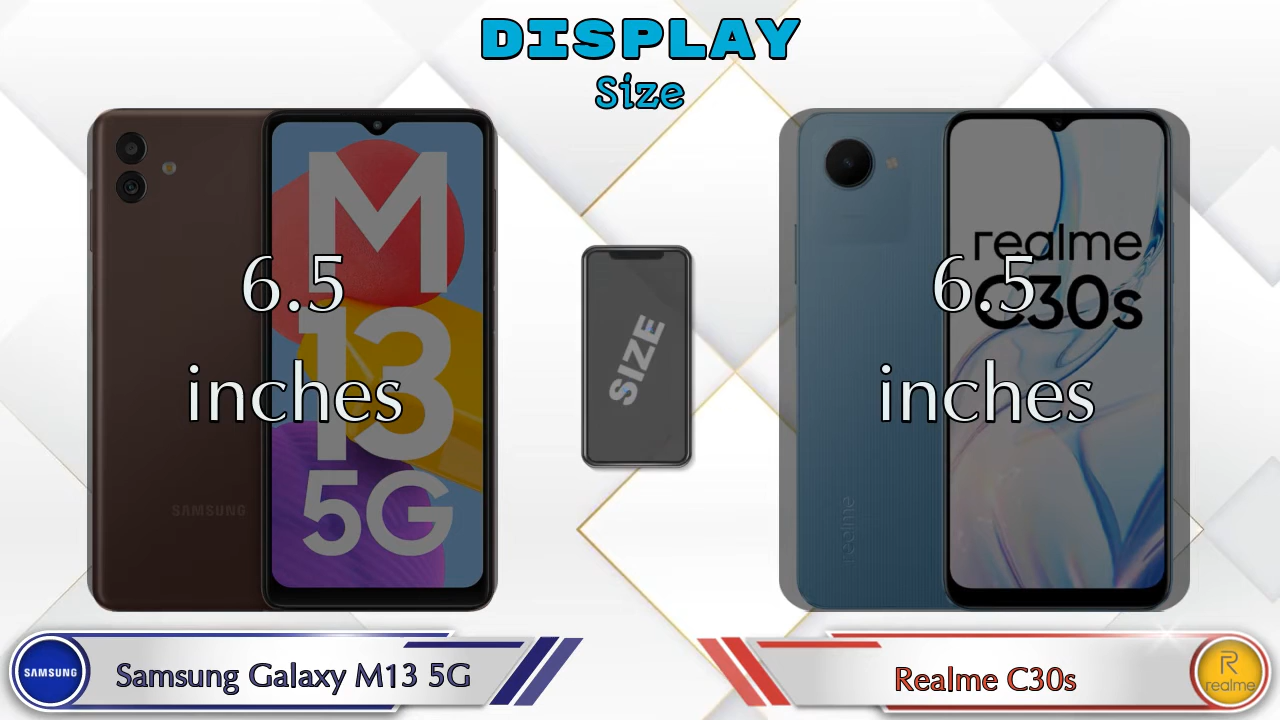 DISPLAY
Size
M
13
5G
SAMSUNG
6.5
inches
SIZE
realme
C30s
realme
6.5
inches
SAMSUNG
Samsung Galaxy M13 5G
Realme C30s
R
realme